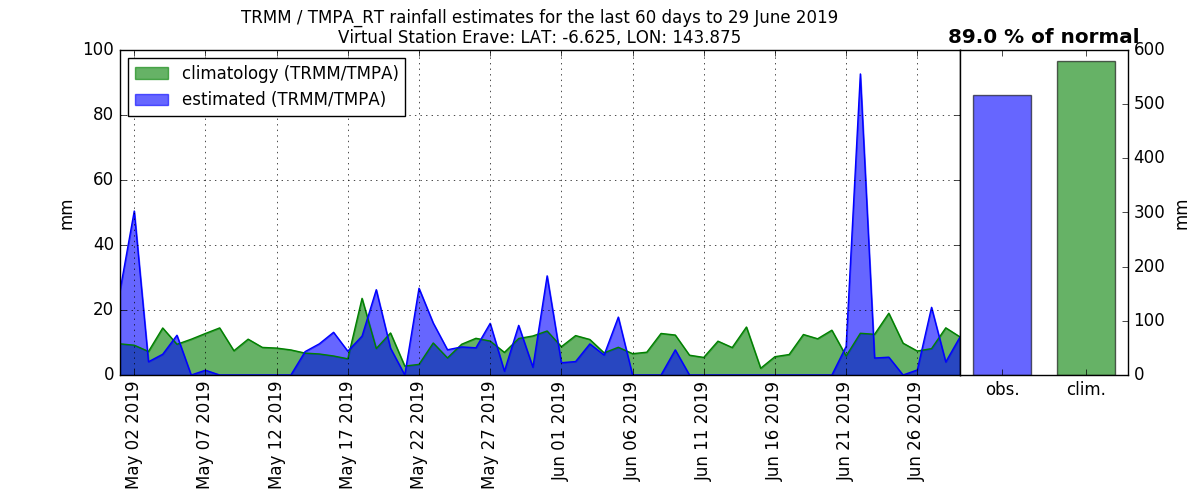 TRMM / TMPA_RT rainfall estimates for the last 60 days to 29 June 2019
Virtual Station Erave: LAT: -6.625, LON: 143.875
89.0 % of normal
climatology (TRMM/TMPA)
estimated (TRMM/TMPA)
100
80
60
40
20
0
mm
May 02 2019
May 07 2019
May 12 2019
May 17 2019
May 22 2019
May 27 2019
Jun 01 2019
Jun 06 2019
Jun 11 2019
Jun 16 2019
Jun 21 2019
Jun 26 2019
600
500
400
300
200
100
0
mm
obs.
clim.